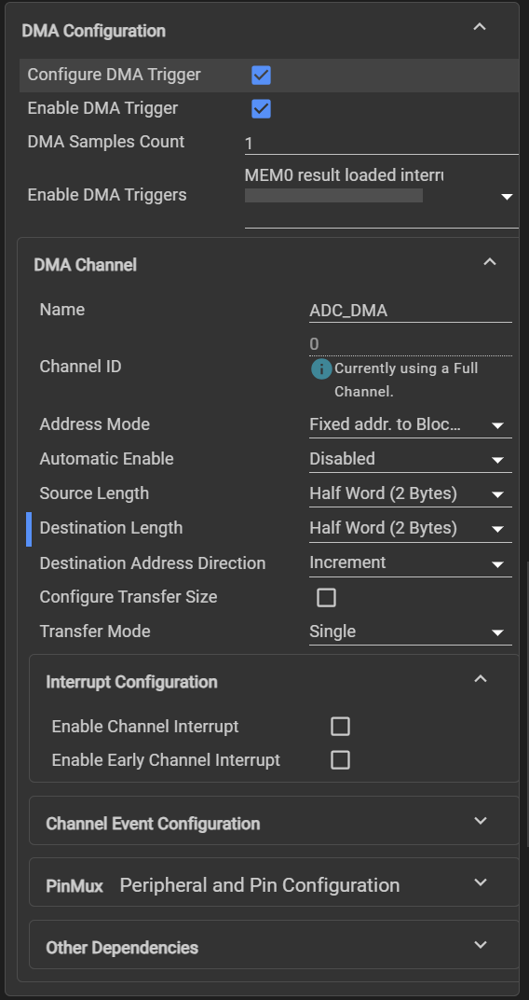 DMA Configuration
Configure DMA Trigger
Enable DMA Trigger
DMA Samples Count 1
MEM0 result loaded interru
Enable DMA Triggers
DMA Channel
Name ADC_DMA
0
Channel ID Currently using a Full
Channel.
Address Mode Fixed addr. to Bloc...
Automatic Enable Disabled
Source Length Half Word (2 Bytes)
Destination Length Half Word (2 Bytes)
Destination Address Direction Increment
Configure Transfer Size
Transfer Mode Single
Interrupt Configuration
Enable Channel Interrupt
Enable Early Channel Interrupt
Channel Event Configuration
PinMux Peripheral and Pin Configuration
Other Dependencies